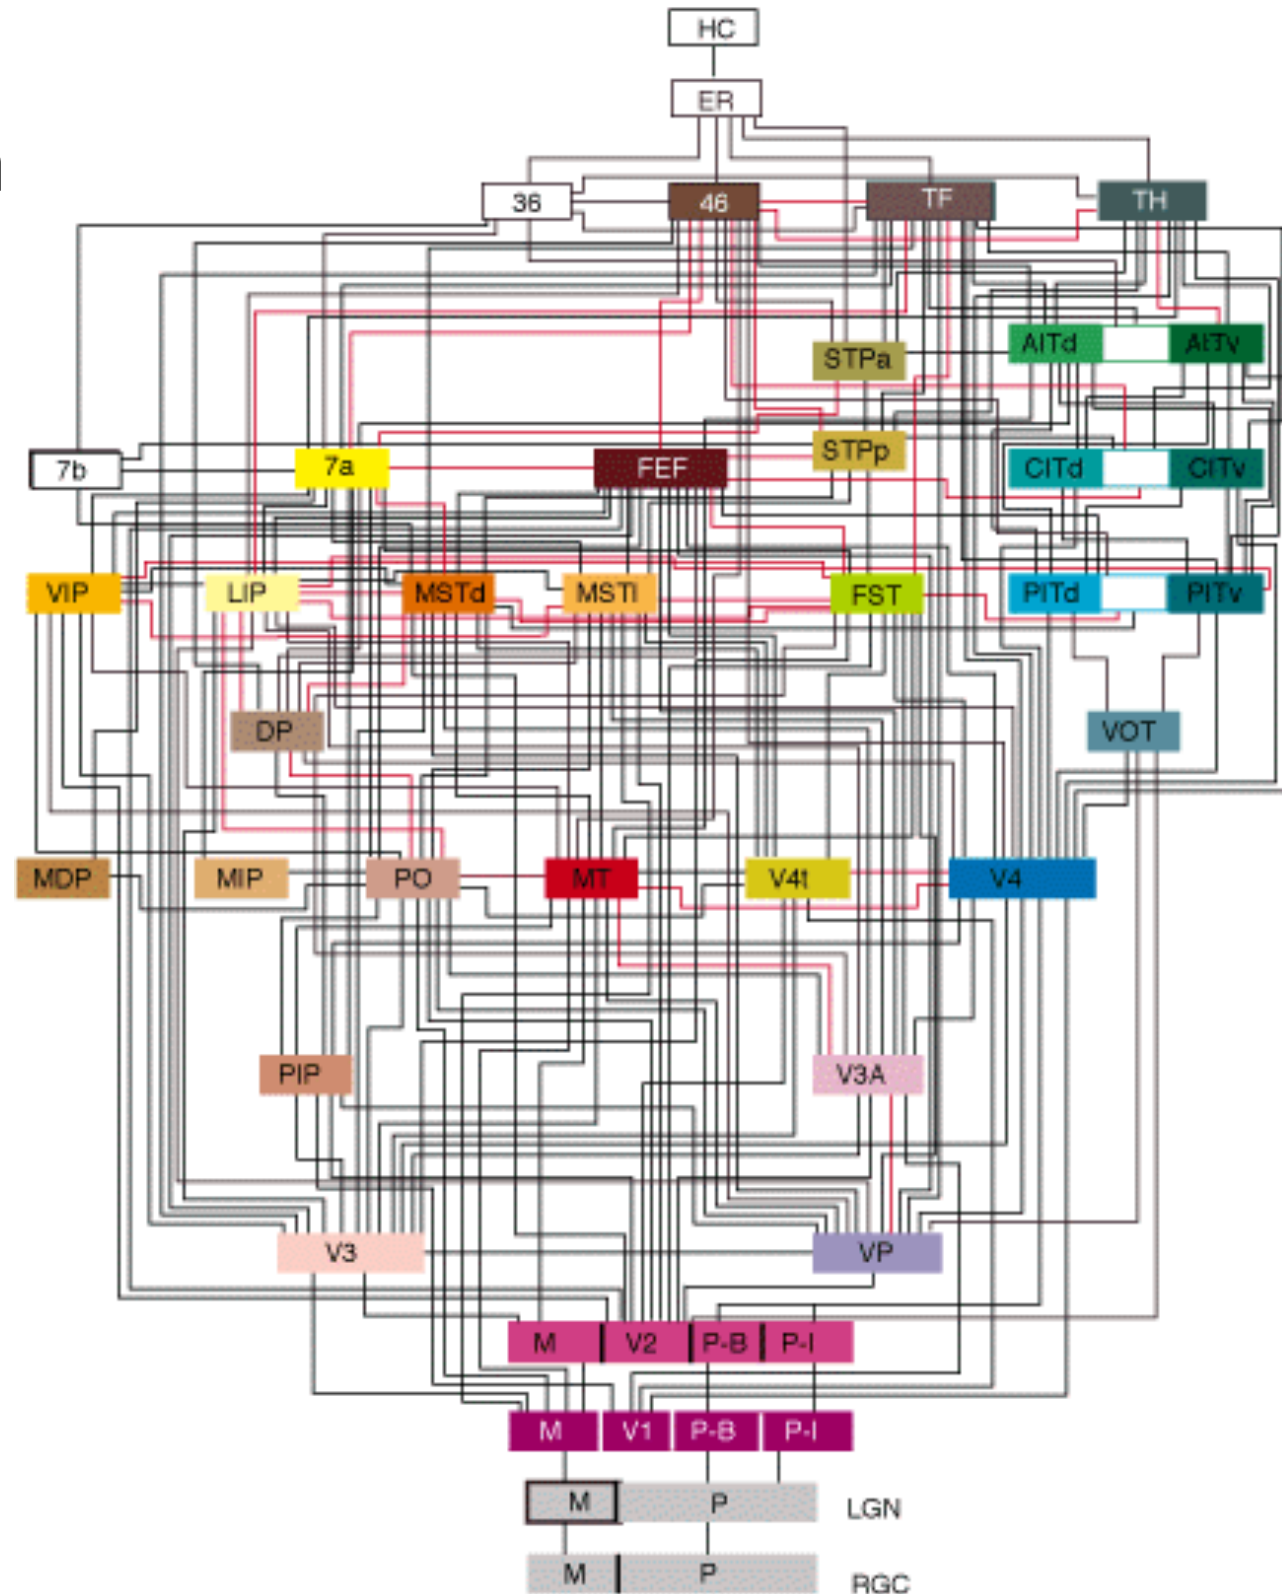 HC
ER
36 46 TF TH
STPa AITd AITv
7b 7a FEF STPp CITd CITv
VIP LIP MSTd MSTl FST PITd PITv
DP VOT
MDP MIP PO MT V4t V4
PIP V3A
V3 VP
M V2 P-B P-I
M V1 P-B P-I
M P LGN
M P RGC